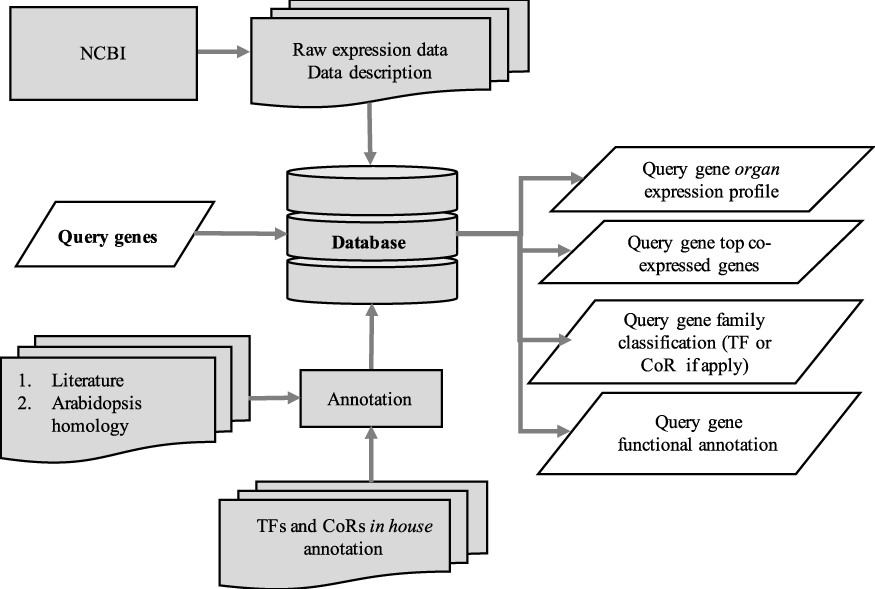 NCBI
Raw expression data
Data description
Query gene organ
expression profile
Query genes
Database
Query gene top co-
expressed genes
Query gene family
classification (TF or
CoR if apply)
1. Literature
2. Arabidopsis
homology
Annotation
Query gene
functional annotation
TFs and CoRs in house
annotation